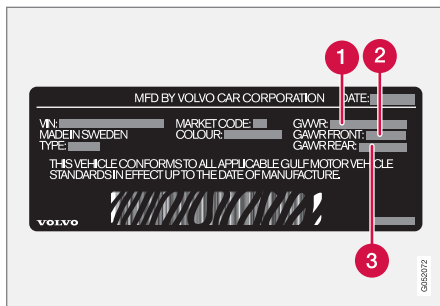 1
2
MFD BY VOLVO CAR CORPORATION DATE:
VIN: MARKET CODE: GVWR:
MADE IN SWEDEN COLOUR: GAWR FRONT:
TYPE: GAWR REAR:
THIS VEHICLE CONFORMS TO ALL APPLICABLE GULF MOTOR VEHICLE
STANDARDS IN EFFECT UP TO THE DATE OF MANUFACTURE.
VOLVO
3
G052072